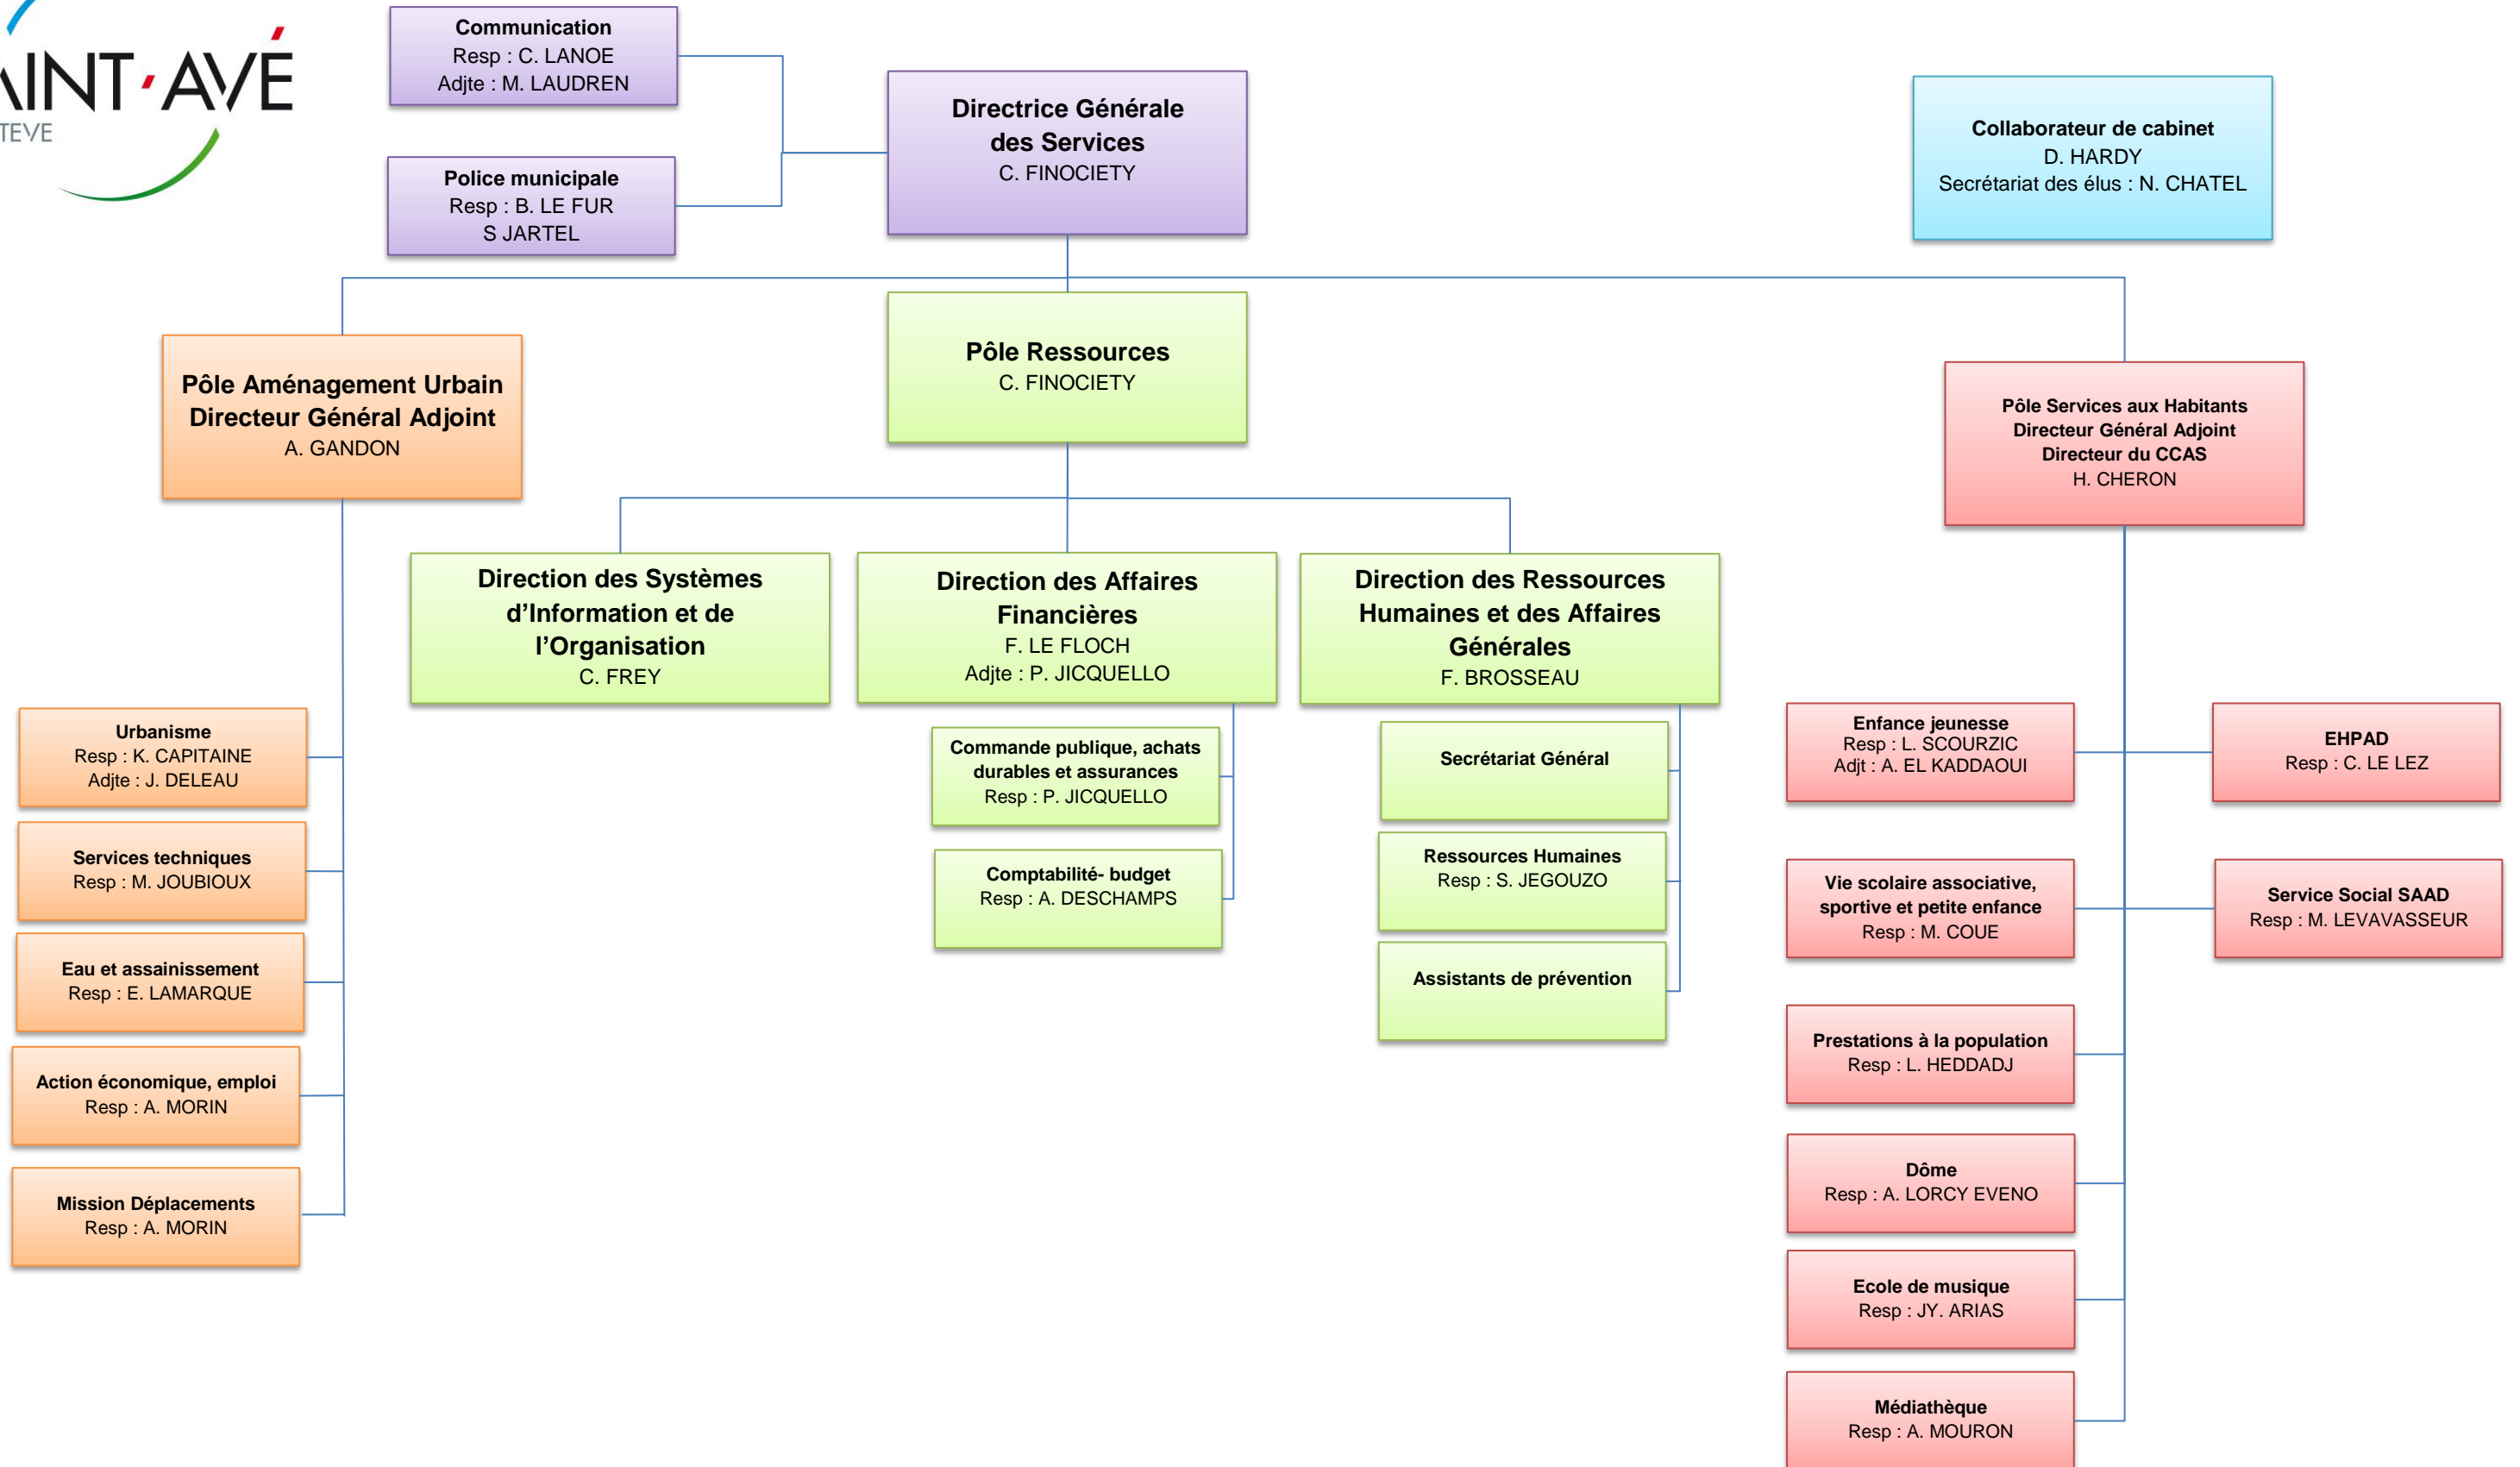 AINT-AVÉ
TEVE
Communication
Resp : C. LANOE
Adjte : M. LAUDREN
Police municipale
Resp : B. LE FUR
S JARTEL
Directrice Générale
des Services
C. FINOCIETY
Collaborateur de cabinet
D. HARDY
Secrétariat des élus : N. CHATEL
Pôle Aménagement Urbain
Directeur Général Adjoint
A. GANDON
Pôle Ressources
C. FINOCIETY
Pôle Services aux Habitants
Directeur Général Adjoint
Directeur du CCAS
H. CHERON
Direction des Systèmes
d’Information et de
l’Organisation
C. FREY
Direction des Affaires
Financières
F. LE FLOCH
Adjte : P. JICQUELLO
Direction des Ressources
Humaines et des Affaires
Générales
F. BROSSEAU
Urbanisme
Resp : K. CAPITAINE
Adjte : J. DELEAU
Services techniques
Resp : M. JOUBIOUX
Eau et assainissement
Resp : E. LAMARQUE
Action économique, emploi
Resp : A. MORIN
Mission Déplacements
Resp : A. MORIN
Commande publique, achats
durables et assurances
Resp : P. JICQUELLO
Comptabilité- budget
Resp : A. DESCHAMPS
Secrétariat Général
Ressources Humaines
Resp : S. JEGOUZO
Assistants de prévention
Enfance jeunesse
Resp : L. SCOURZIC
Adjt : A. EL KADDAOUI
EHPAD
Resp : C. LE LEZ
Vie scolaire associative,
sportive et petite enfance
Resp : M. COUE
Service Social SAAD
Resp : M. LEVAVASSEUR
Prestations à la population
Resp : L. HEDDADJ
Dôme
Resp : A. LORCY EVENO
Ecole de musique
Resp : JY. ARIAS
Médiathèque
Resp : A. MOURON